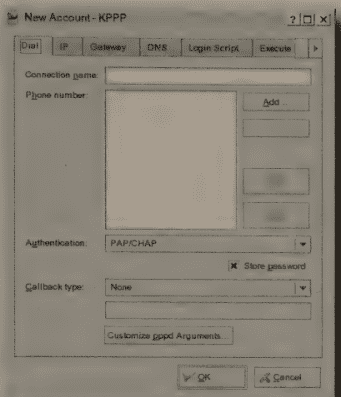 New Account - KPPP
Dial IP Gateway DNS Login Script Execute
Connection name:
Phone number:
Add...
Authentication: PAP/CHAP
Store password
Callback type: None
Customize pppd Arguments...
OK Cancel